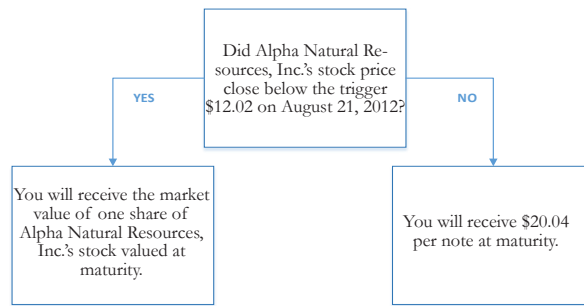 Did Alpha Natural Re-
sources, Inc.'s stock price
close below the trigger
$12.02 on August 21, 2012?
YES
NO
You will receive the market
value of one share of
Alpha Natural Resources,
Inc.'s stock valued at
maturity.
You will receive $20.04
per note at maturity.